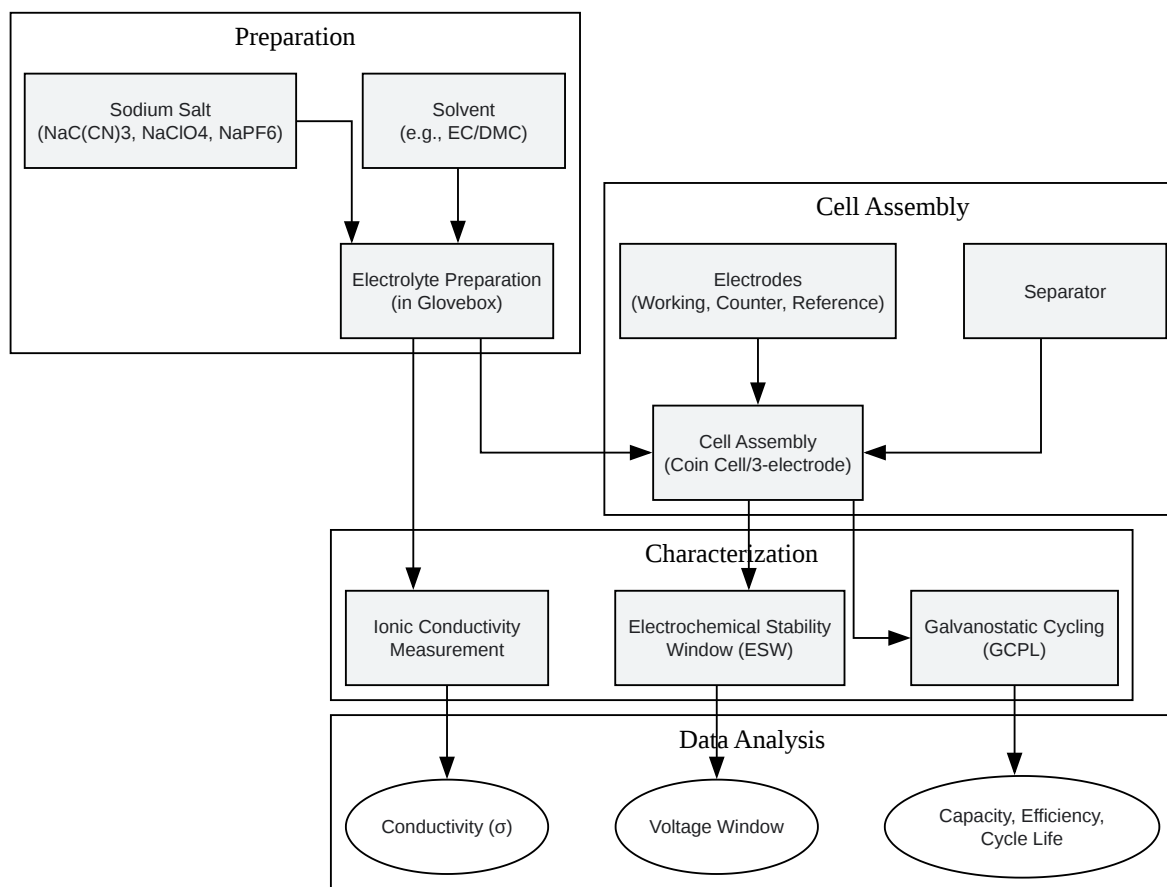 Preparation
Sodium Salt
(NaC(CN)3, NaClO4, NaPF6)
Solvent
(e.g., EC/DMC)
Electrolyte Preparation
(in Glovebox)
Cell Assembly
Electrodes
(Working, Counter, Reference)
Separator
Cell Assembly
(Coin Cell/3-electrode)
Characterization
Ionic Conductivity
Measurement
Electrochemical Stability
Window (ESW)
Galvanostatic Cycling
(GCPL)
Data Analysis
Conductivity (σ)
Voltage Window
Capacity, Efficiency,
Cycle Life